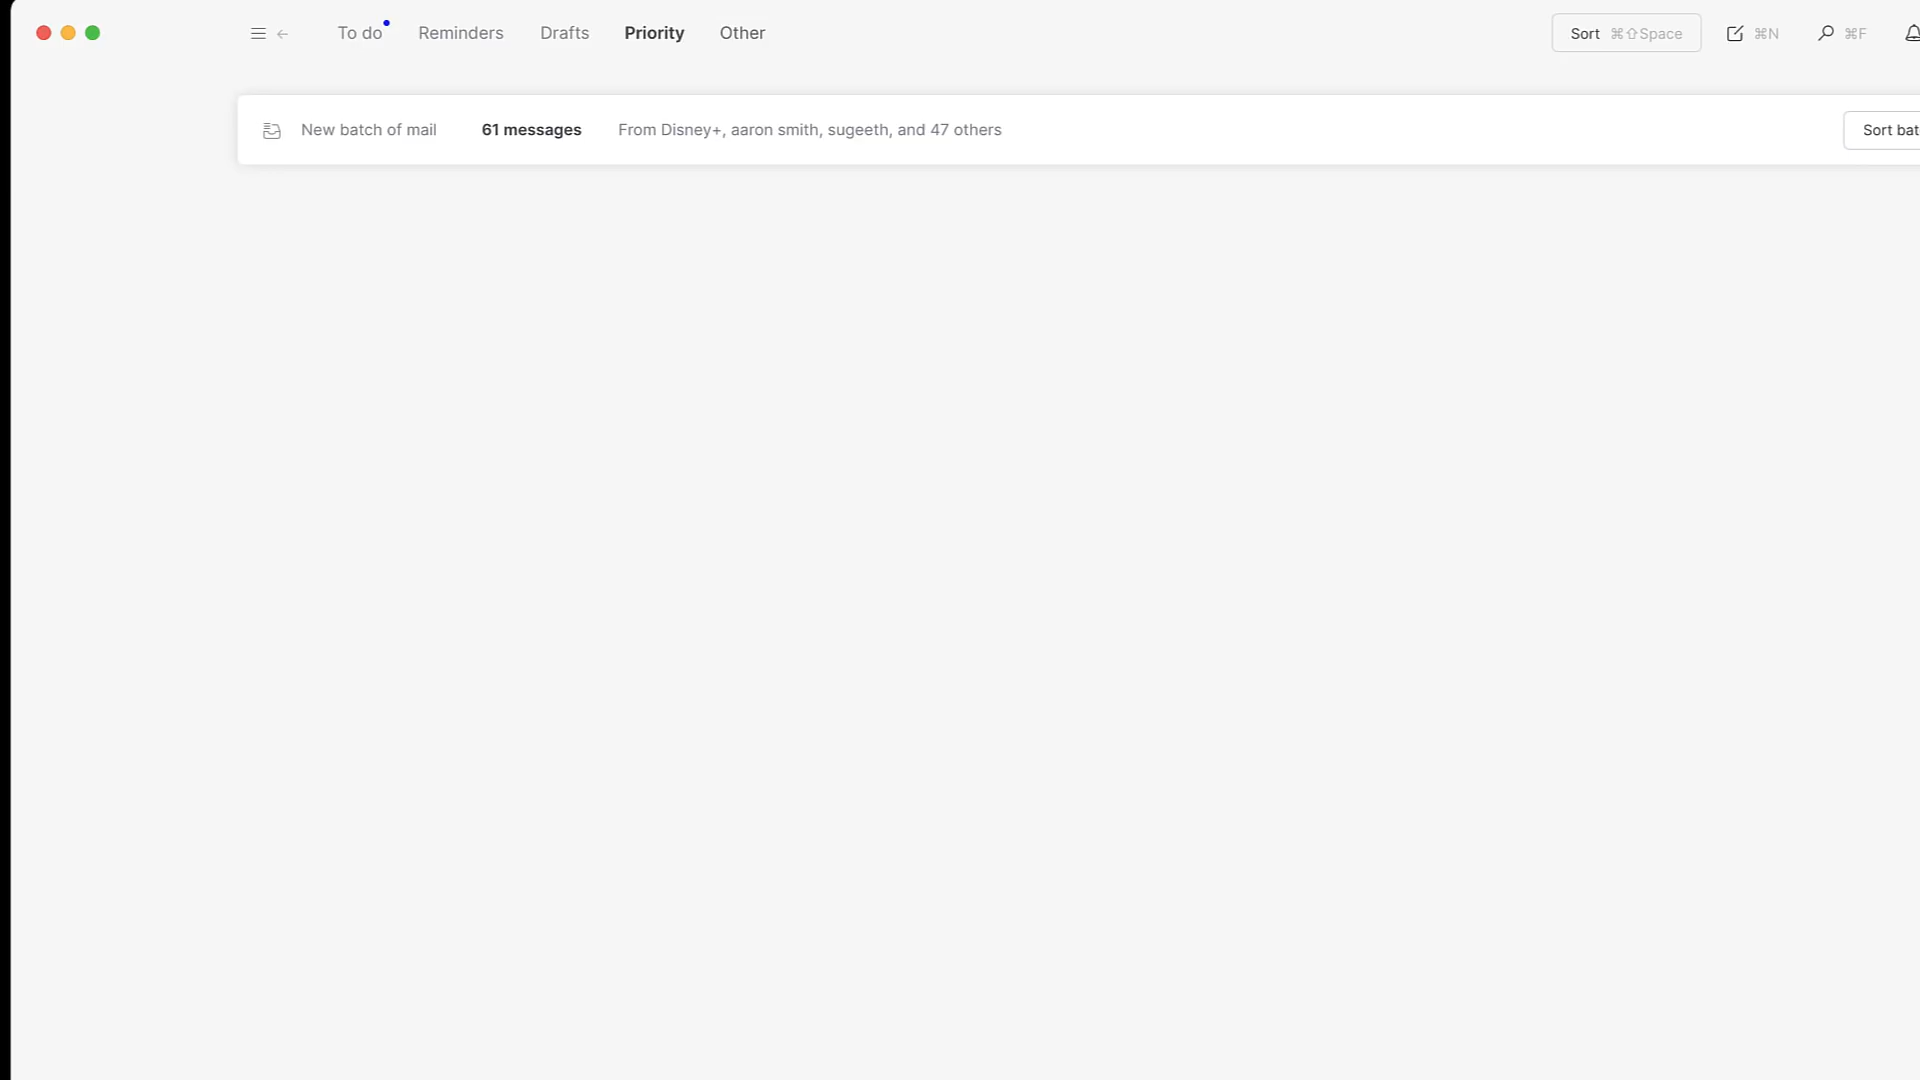 To do Reminders Drafts Priority Other Sort ⌘⇧Space ⌘N ⌘F
New batch of mail 61 messages From Disney+, aaron smith, sugeeth, and 47 others Sort bat